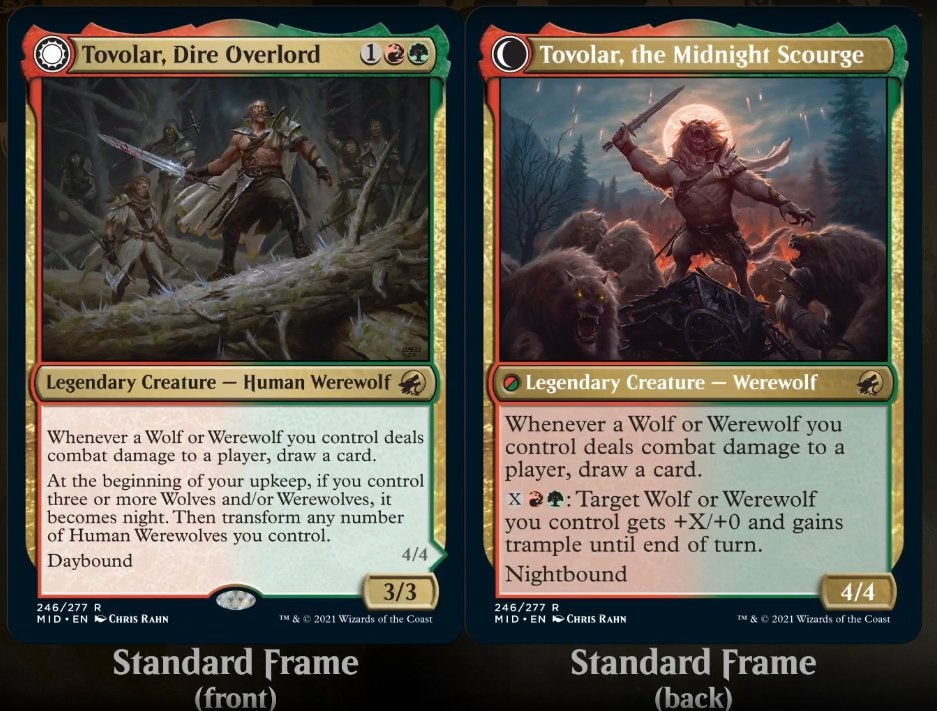 Tovolar, Dire Overlord 1
Legendary Creature — Human Werewolf
Whenever a Wolf or Werewolf you control deals
combat damage to a player, draw a card.
At the beginning of your upkeep, if you control
three or more Wolves and/or Werewolves, it
becomes night. Then transform any number
of Human Werewolves you control.
Daybound
4/4
3/3
246/277 R
MID • EN Chris Rahn
™ & © 2021 Wizards of the Coast
Standard Frame
(front)
Tovolar, the Midnight Scourge
Legendary Creature — Werewolf
Whenever a Wolf or Werewolf you
control deals combat damage to a
player, draw a card.
X : Target Wolf or Werewolf
you control gets +X/+0 and gains
trample until end of turn.
Nightbound
4/4
246/277 R
MID • EN Chris Rahn
™ & © 2021 Wizards of the Coast
Standard Frame
(back)